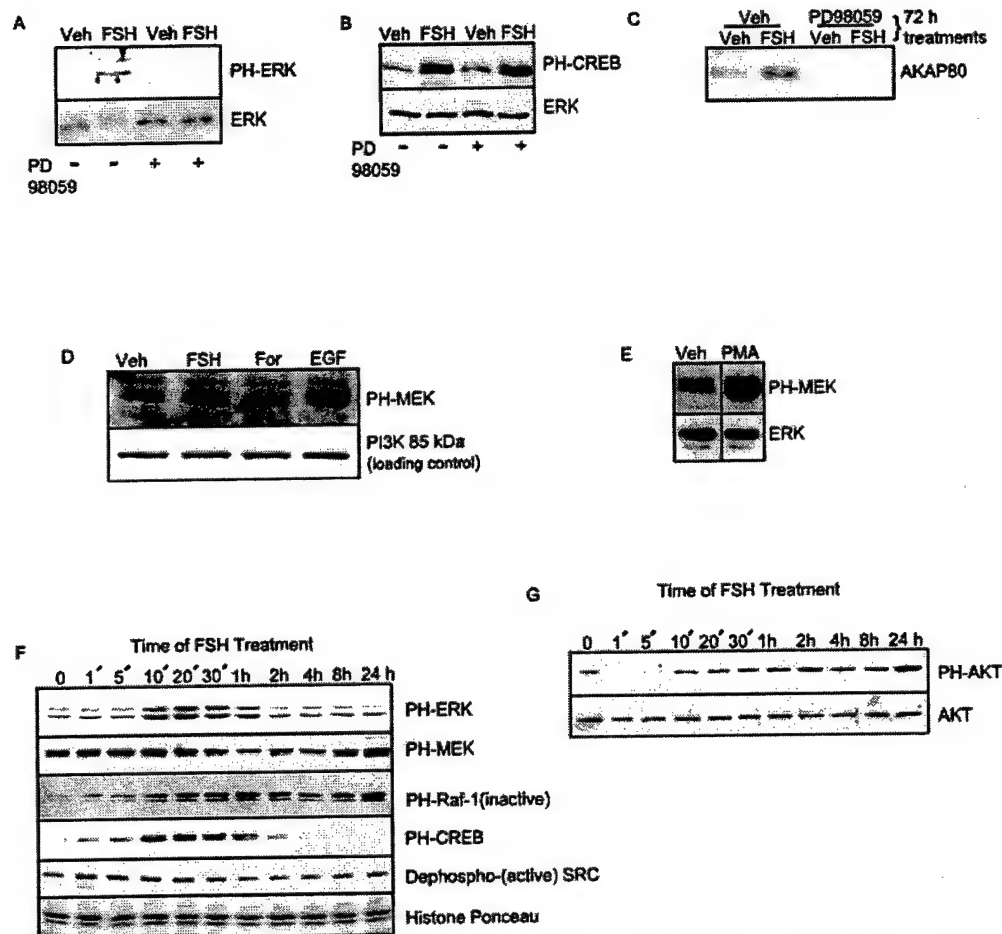 A
Veh FSH Veh FSH
PH-ERK
ERK
PD - - + +
98059
B
Veh FSH Veh FSH
PH-CREB
ERK
PD - - + +
98059
C
Veh PD98059 } 72 h
Veh FSH Veh FSH treatments
AKAP80
D
Veh FSH For EGF
PH-MEK
PI3K 85 kDa
(loading control)
E
Veh PMA
PH-MEK
ERK
F
Time of FSH Treatment
0 1' 5' 10' 20' 30' 1h 2h 4h 8h 24 h
PH-ERK
PH-MEK
PH-Raf-1(inactive)
PH-CREB
Dephospho-(active) SRC
Histone Ponceau
G
Time of FSH Treatment
0 1' 5' 10' 20' 30' 1h 2h 4h 8h 24 h
PH-AKT
AKT